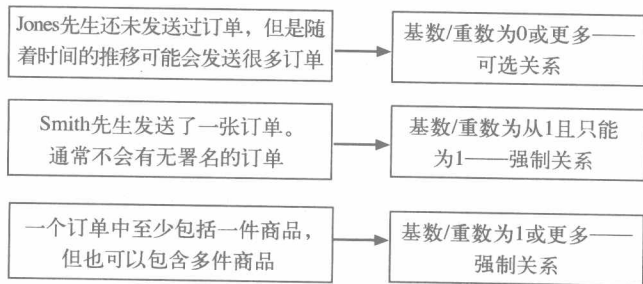 Jones先生还未发送过订单，但是随
着时间的推移可能会发送很多订单
基数/重数为0或更多——
可选关系
Smith先生发送了一张订单。
通常不会有无署名的订单
基数/重数为从1且只能
为1——强制关系
一个订单中至少包括一件商品，
但也可以包含多件商品
基数/重数为1或更多——
强制关系